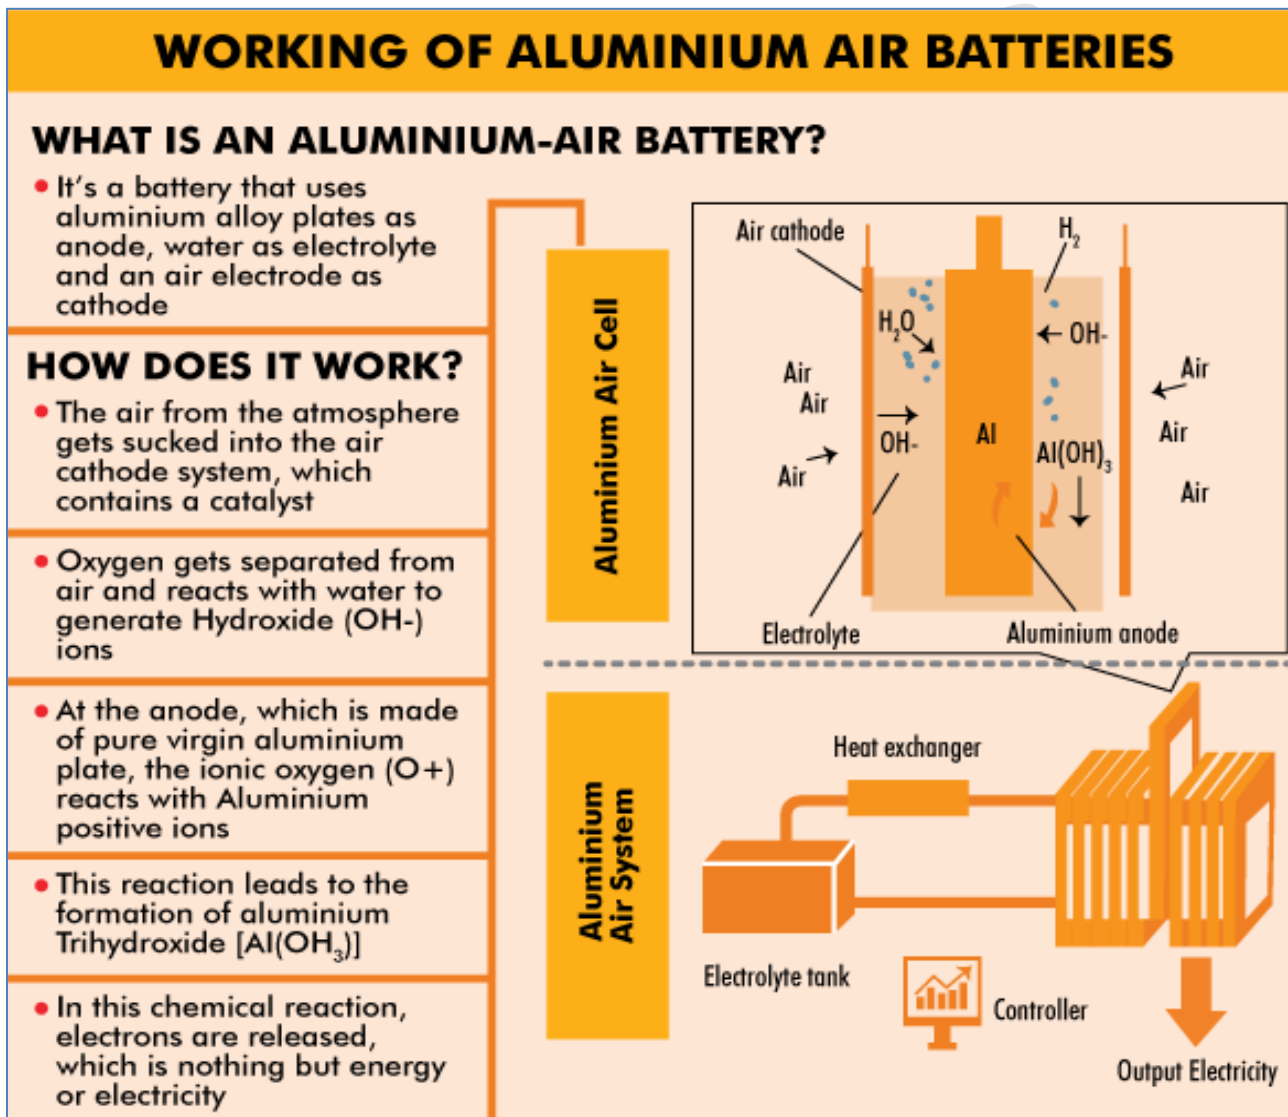 WORKING OF ALUMINIUM AIR BATTERIES
WHAT IS AN ALUMINIUM-AIR BATTERY?
• It's a battery that uses
aluminium alloy plates as
anode, water as electrolyte
and an air electrode as
cathode
HOW DOES IT WORK?
• The air from the atmosphere
gets sucked into the air
cathode system, which
contains a catalyst
• Oxygen gets separated from
air and reacts with water to
generate Hydroxide (OH-)
ions
• At the anode, which is made
of pure virgin aluminium
plate, the ionic oxygen (O+)
reacts with Aluminium
positive ions
• This reaction leads to the
formation of aluminium
Trihydroxide [Al(OH₃)]
• In this chemical reaction,
electrons are released,
which is nothing but energy
or electricity
Aluminium Air Cell
Air cathode
H₂
H₂O
OH-
Air
Air
Air
OH-
Al
Al(OH)₃
Air
Air
Air
Electrolyte
Aluminium anode
Aluminium
Air System
Heat exchanger
Electrolyte tank
Controller
Output Electricity